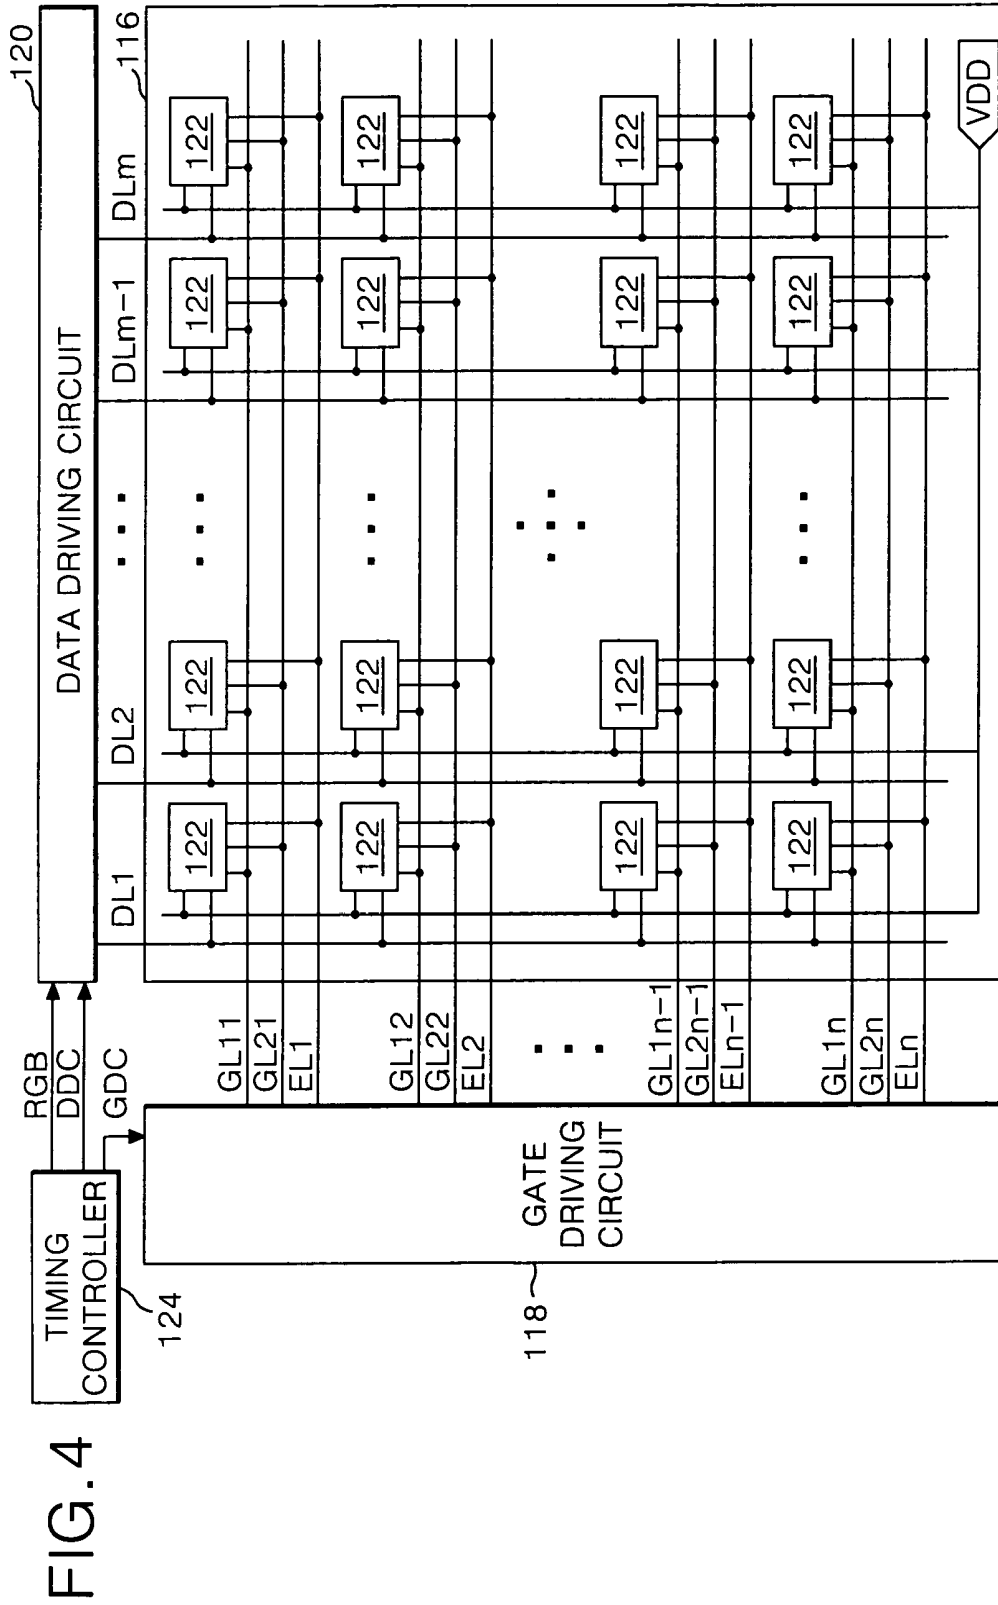 FIG. 4
120
DATA DRIVING CIRCUIT
TIMING
CONTROLLER
124
RGB
DDC
GDC
DL1
DL2
DLm-1
DLm
116
GATE
DRIVING
CIRCUIT
118
GL11
GL21
EL1
122 122 122 122
GL12
GL22
EL2
122 122 122 122
GL1n-1
GL2n-1
ELn-1
122 122 122 122
GL1n
GL2n
ELn
122 122 122 122
VDD